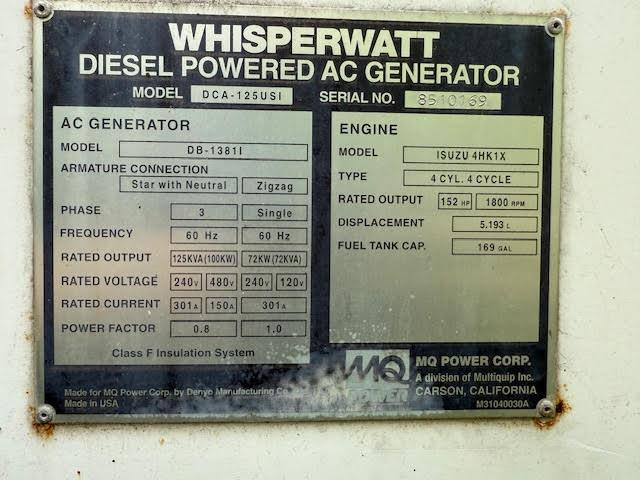 WHISPERWATT
DIESEL POWERED AC GENERATOR
MODEL DCA-125USI SERIAL NO. 8510169
AC GENERATOR
MODEL DB-1381I
ARMATURE CONNECTION
Star with Neutral Zigzag
PHASE 3 Single
FREQUENCY 60 Hz 60 Hz
RATED OUTPUT 125KVA(100KW) 72KW(72KVA)
RATED VOLTAGE 240V 480V 240V 120V
RATED CURRENT 301A 150A 301A
POWER FACTOR 0.8 1.0
Class F Insulation System
ENGINE
MODEL ISUZU 4HK1X
TYPE 4 CYL. 4 CYCLE
RATED OUTPUT 152 HP 1800 RPM
DISPLACEMENT 5.193 L
FUEL TANK CAP. 169 GAL
MQ
POWER
MQ POWER CORP.
A division of Multiquip Inc.
CARSON, CALIFORNIA
M31040030A
Made for MQ Power Corp. by Denyo Manufacturing Co.
Made in USA